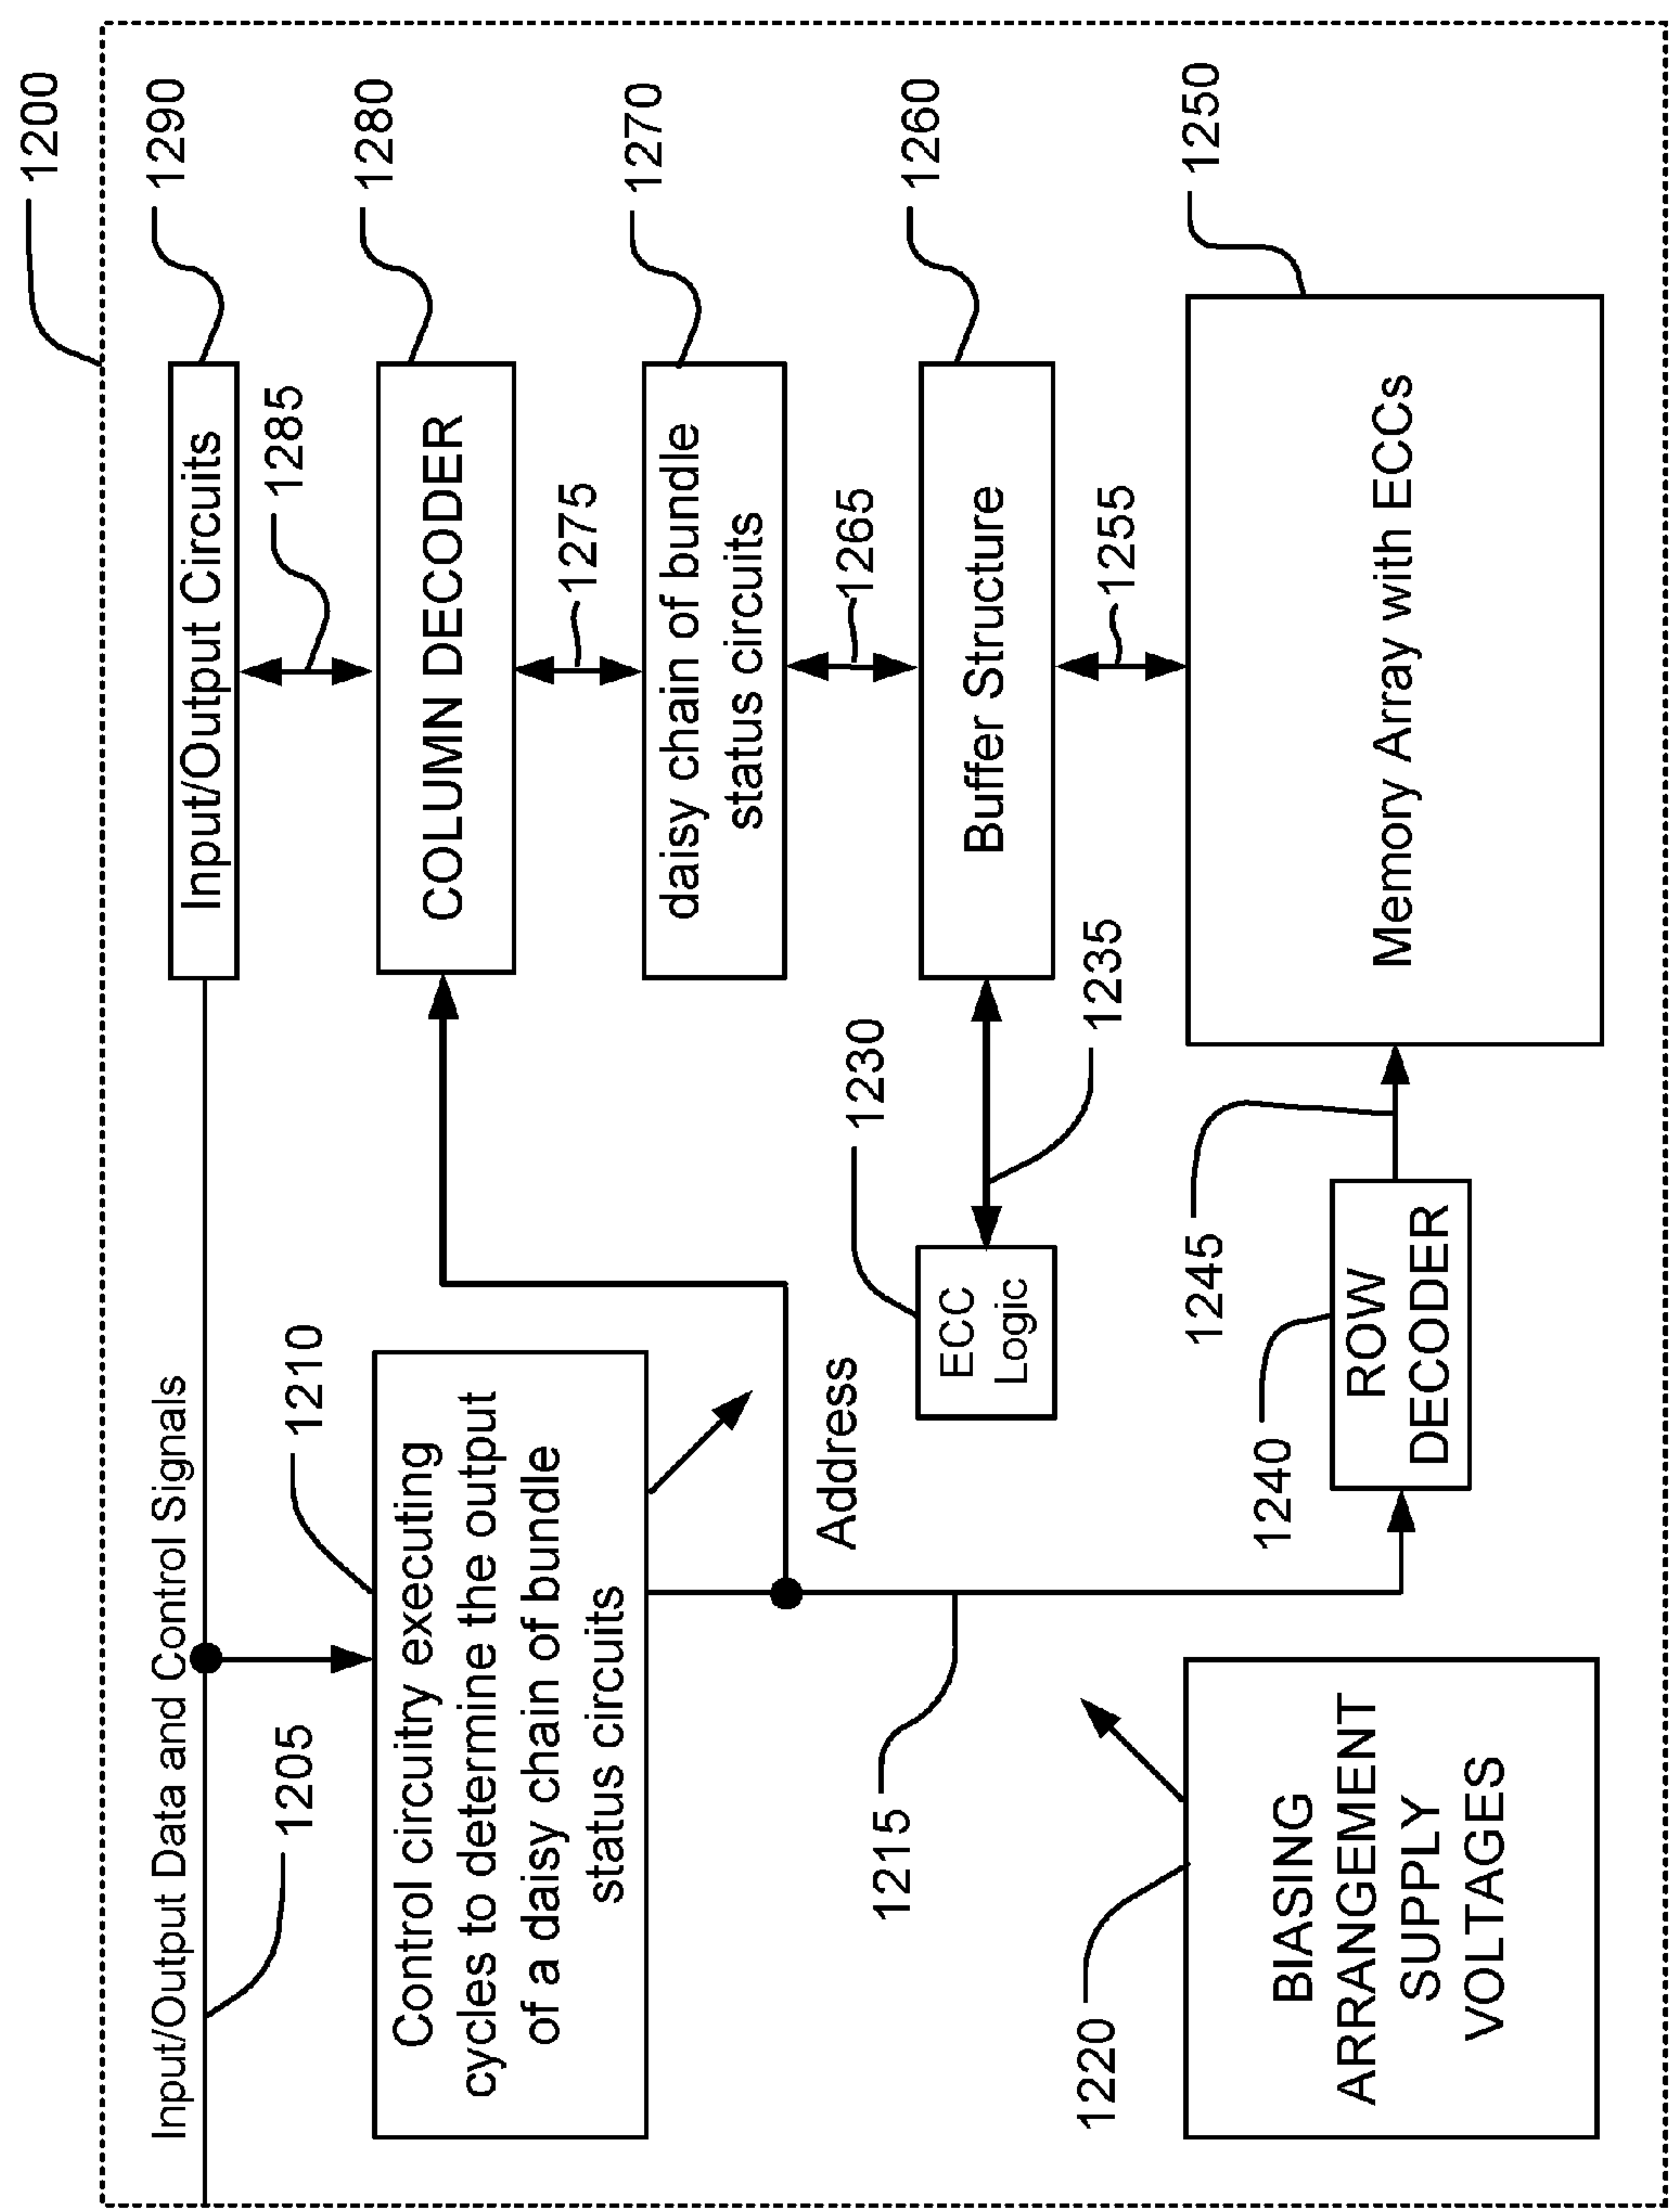 1200
Input/Output Data and Control Signals
1205
Input/Output Circuits
1290
1285
1210
Control circuitry executing
cycles to determine the output
of a daisy chain of bundle
status circuits
COLUMN DECODER
1280
1275
daisy chain of bundle
status circuits
1270
1265
Address
1215
1230
ECC
Logic
1235
Buffer Structure
1260
1255
1220
BIASING
ARRANGEMENT
SUPPLY
VOLTAGES
1240
ROW
DECODER
1245
Memory Array with ECCs
1250